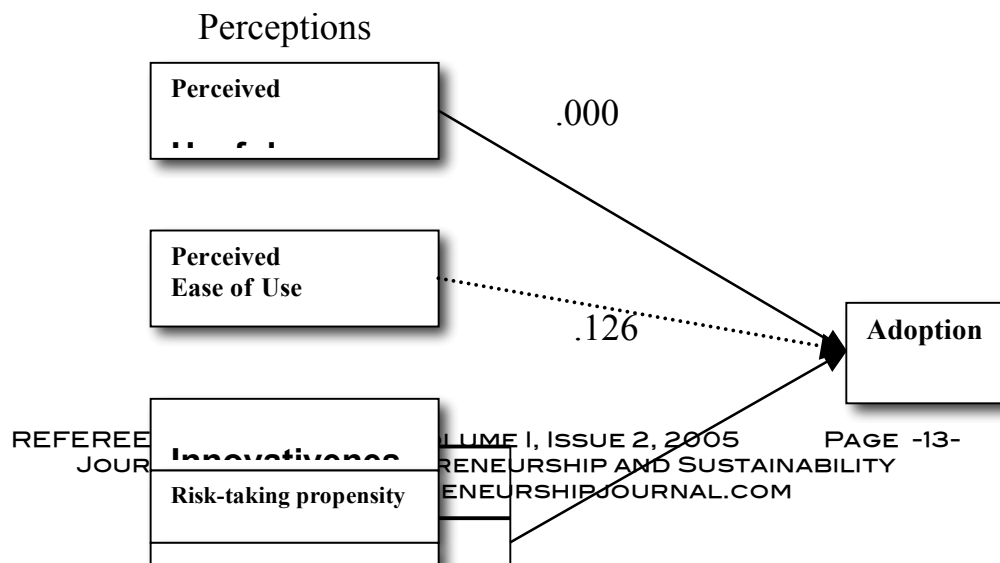 Perceptions
Perceived
.000
Perceived
Ease of Use
.126
Adoption
REFEREE LUME I, ISSUE 2, 2005 PAGE -13-
JOUR RENEURSHIP AND SUSTAINABILITY
ENEURSHIPJOURNAL.COM
Risk-taking propensity